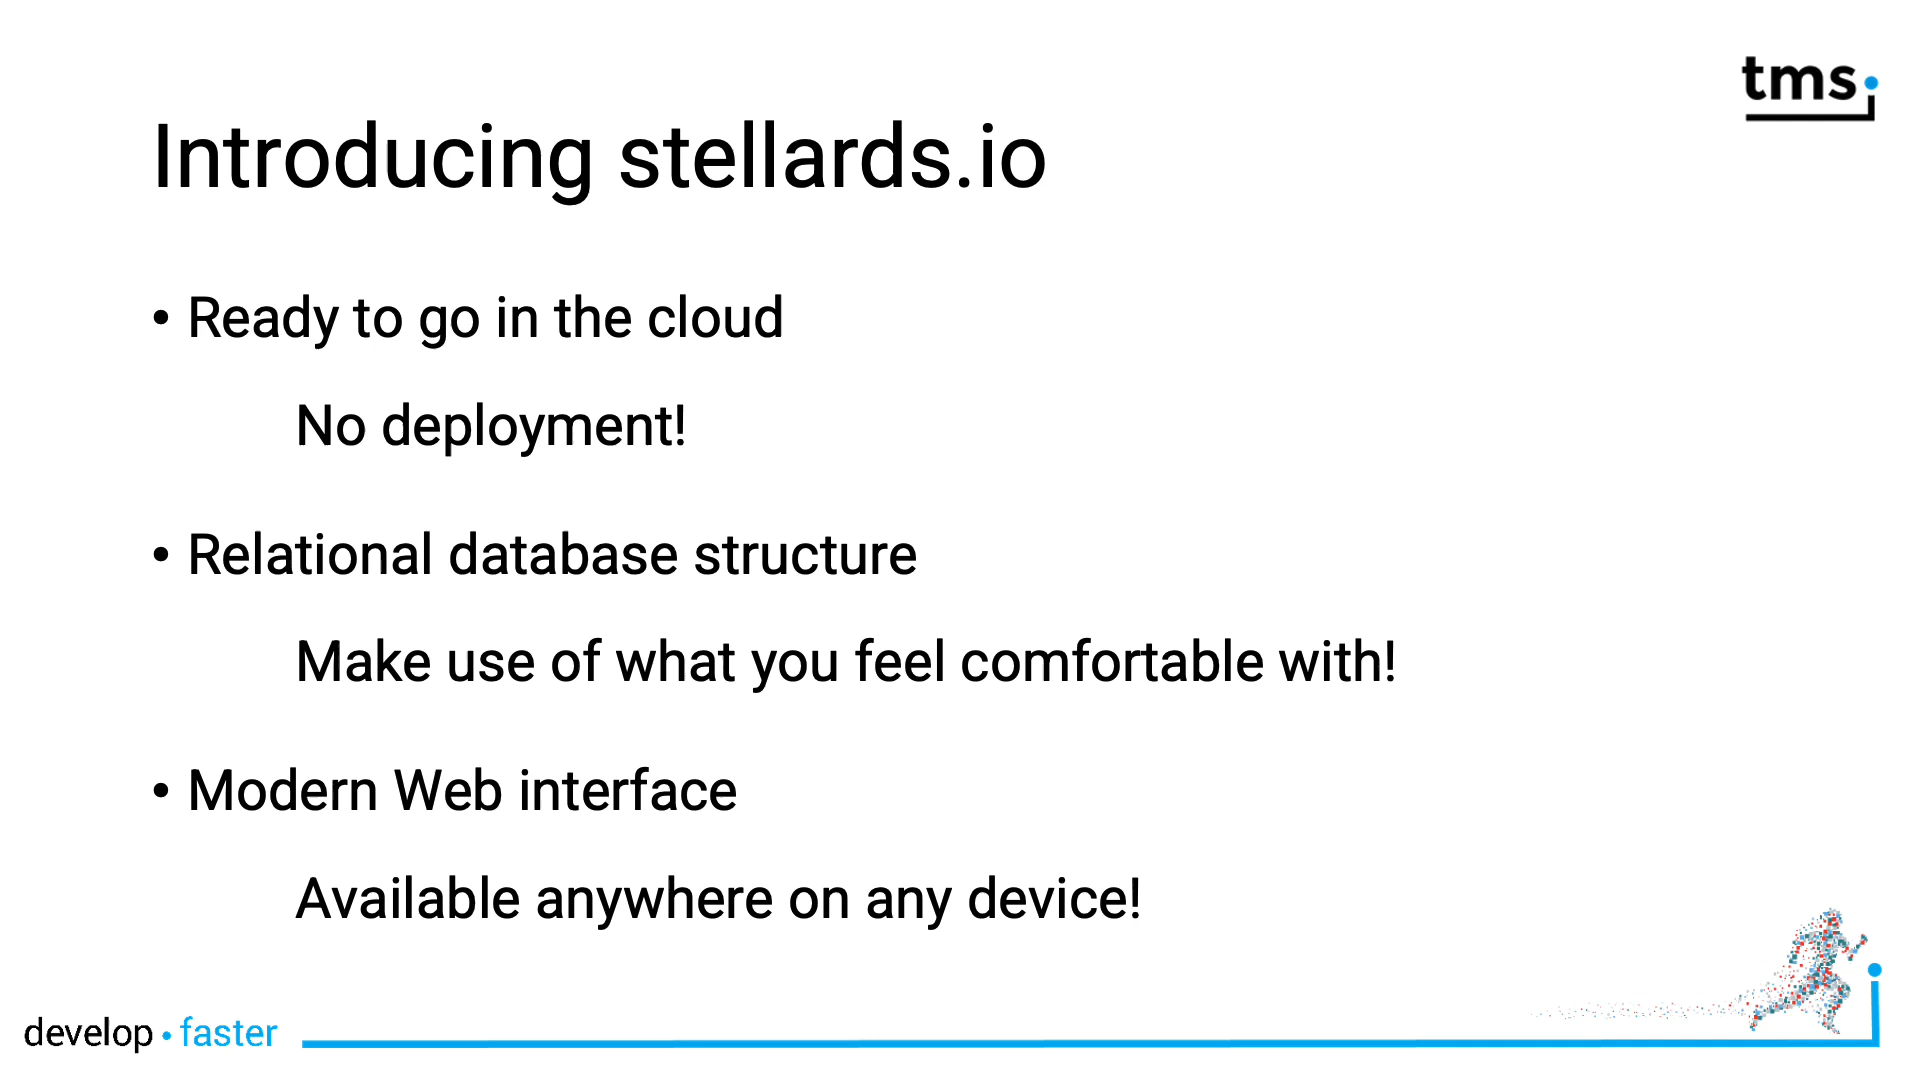 tms
Introducing stellards.io
• Ready to go in the cloud
No deployment!
• Relational database structure
Make use of what you feel comfortable with!
• Modern Web interface
Available anywhere on any device!
develop • faster